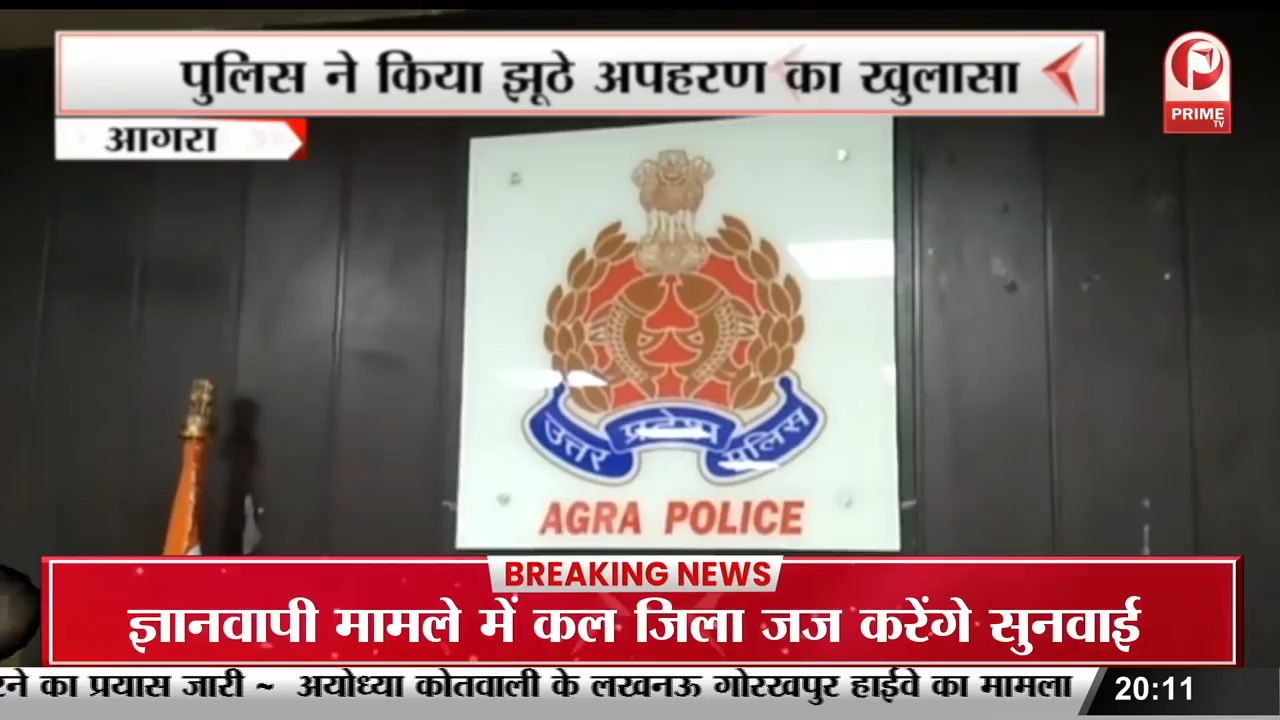 पुलिस ने किया झूठे अपहरण का खुलासा
PRIME
TV
आगरा
उत्तर प्रदेश पुलिस
AGRA POLICE
BREAKING NEWS
ज्ञानवापी मामले में कल जिला जज करेंगे सुनवाई
रने का प्रयास जारी ~ अयोध्या कोतवाली के लखनऊ गोरखपुर हाईवे का मामला
20:11